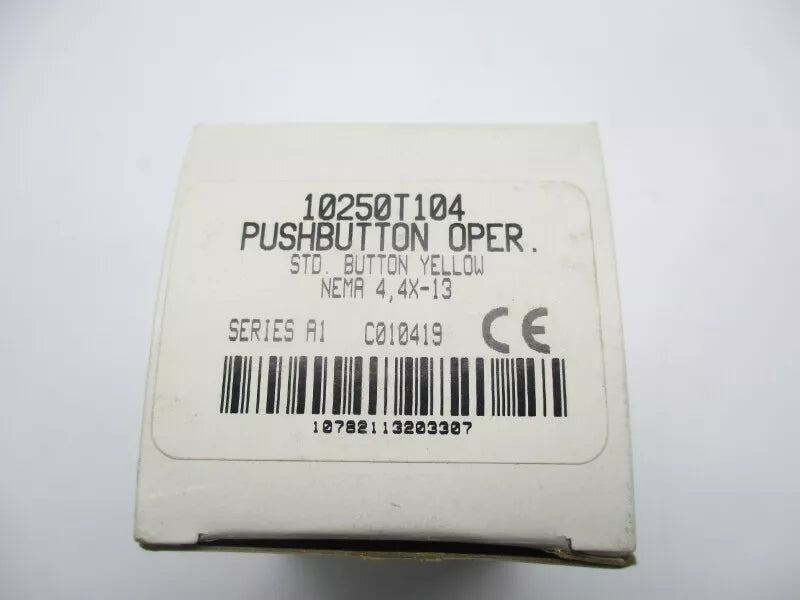 10250T104
PUSHBUTTON OPER.
STD. BUTTON YELLOW
NEMA 4,4X-13
SERIES A1 C010419 CE
10782113203307